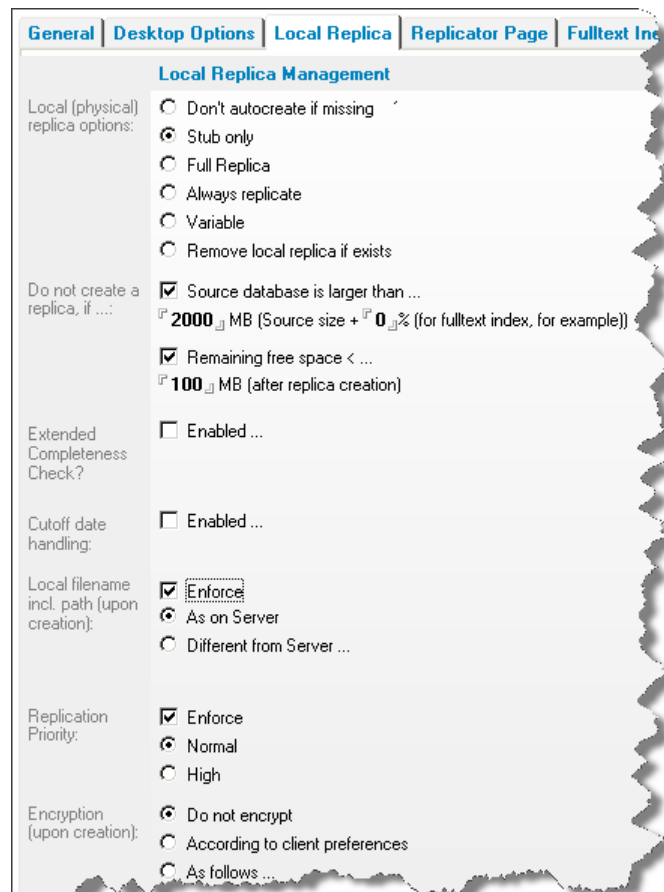 General
Desktop Options
Local Replica
Replicator Page
Fulltext
Local Replica Management
Local (physical)
replica options:
Don't autocreate if missing
Stub only
Full Replica
Always replicate
Variable
Remove local replica if exists
Do not create a
replica, if ...:
Source database is larger than ...
2000 MB (Source size + 0 % (for fulltext index, for example))
Remaining free space < ...
100 MB (after replica creation)
Extended
Completeness
Check?
Enabled ...
Cutoff date
handling:
Enabled ...
Local filename
incl. path (upon
creation):
Enforce
As on Server
Different from Server ...
Replication
Priority:
Enforce
Normal
High
Encryption
(upon creation):
Do not encrypt
According to client preferences
As follows ...